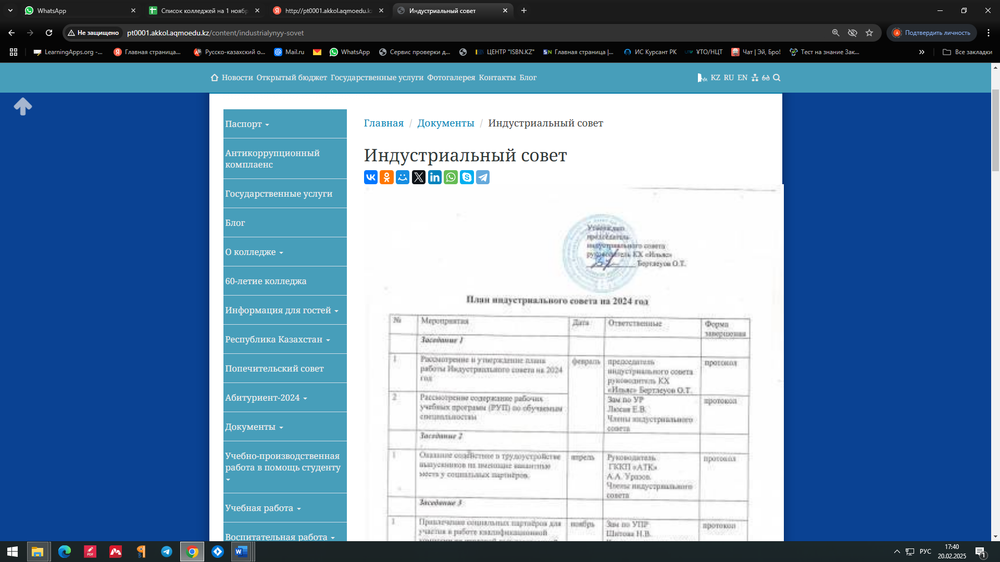 WhatsApp
Список колледжей на 1 нояб
http://pt0001.akkol.aqmoedu.k
Индустриальный совет
Не защищено
pt0001.akkol.aqmoedu.kz/content/industrialynyy-sovet
Подтвердить личность
LearningApps.org -...
Главная страница...
Русско-казахский о...
Mail.ru
WhatsApp
Сервис проверки д...
ЦЕНТР "ISBN.KZ"
Главная страница |...
ИС Курсант РК
ҰТО/НЦТ
Чат | Эй, Бро!
Тест на знание Зак...
Все закладки
Новости Открытый бюджет Государственные услуги Фотогалерея Контакты Блог
KZ RU EN
Паспорт
Антикоррупционный
комплаенс
Государственные услуги
Блог
О колледже
60-летие колледжа
Информация для гостей
Республика Казахстан
Попечительский совет
Абитуриент-2024
Документы
Учебно-производственная
работа в помощь студенту
Учебная работа
Воспитательная работа
Главная / Документы / Индустриальный совет
Индустриальный совет
Утверждаю
председатель
индустриального совета
руководитель КХ «Ильяс»
Бертлеуов О.Т.
План индустриального совета на 2024 год
№ Мероприятия Дата Ответственные Форма
завершения
Заседание 1
1 Рассмотрение и утверждение плана
работы Индустриального совета на 2024
год
февраль
председатель
индустриального совета
руководитель КХ
«Ильяс» Бертлеуов О.Т.
протокол
2 Рассмотрение содержание рабочих
учебных программ (РУП) по обучаемым
специальностям
Зам по УР
Люсая Е.В.
Члены индустриального
совета
протокол
Заседание 2
1 Оказание содействие в трудоустройстве
выпускников на имеющие вакантные
места у социальных партнёров.
апрель
Руководитель
ГККП «АТК»
А.А. Уразов.
Члены индустриального
совета
протокол
Заседание 3
1 Привлечение социальных партнёров для
участия в работе квалификационной
ноябрь
Зам по УПР
Шитова Н.В.
протокол
РУС
17:40
20.02.2025
1